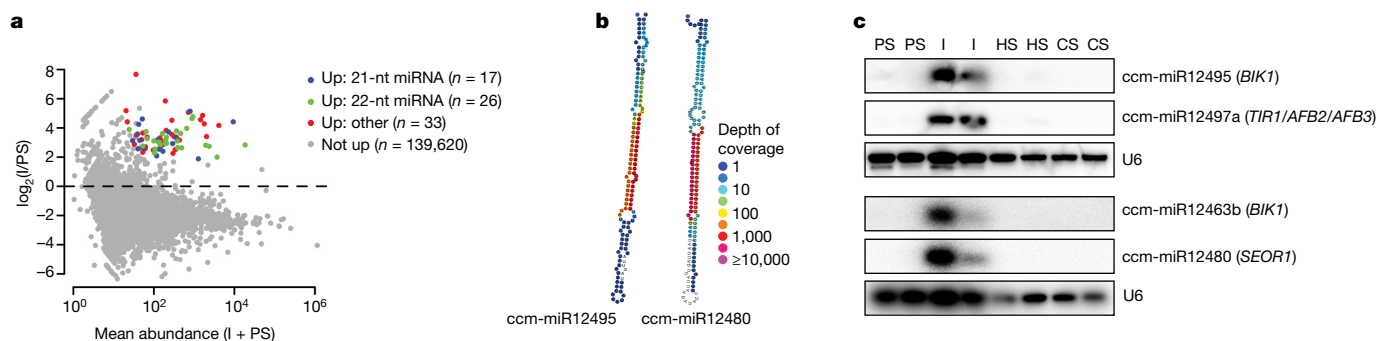 a
log2(I/PS)
8
6
4
2
0
−2
−4
−6
10^0
10^2
10^4
10^6
Mean abundance (I + PS)
Up: 21-nt miRNA (n = 17)
Up: 22-nt miRNA (n = 26)
Up: other (n = 33)
Not up (n = 139,620)
b
ccm-miR12495
ccm-miR12480
Depth of
coverage
1
10
100
1,000
≥10,000
c
PS PS I I HS HS CS CS
ccm-miR12495 (BIK1)
ccm-miR12497a (TIR1/AFB2/AFB3)
U6
ccm-miR12463b (BIK1)
ccm-miR12480 (SEOR1)
U6